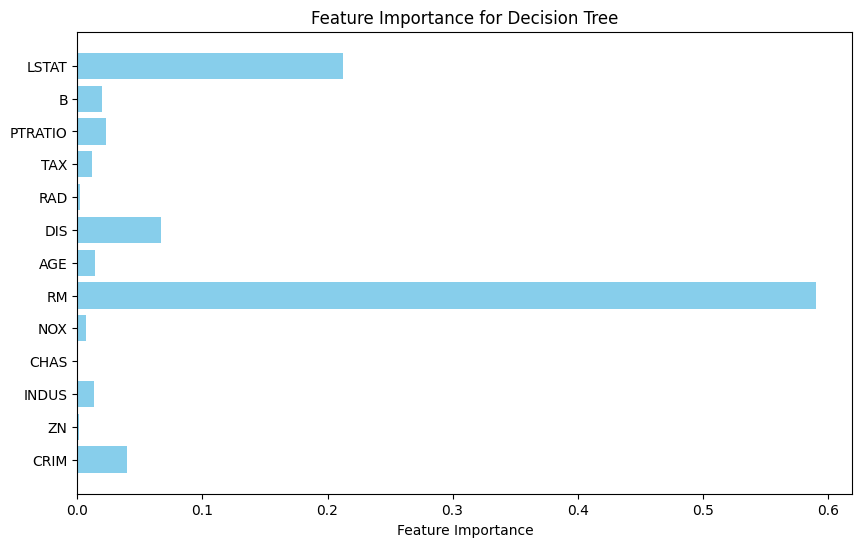 Feature Importance for Decision Tree
LSTAT
B
PTRATIO
TAX
RAD
DIS
AGE
RM
NOX
CHAS
INDUS
ZN
CRIM
0.0 0.1 0.2 0.3 0.4 0.5 0.6
Feature Importance